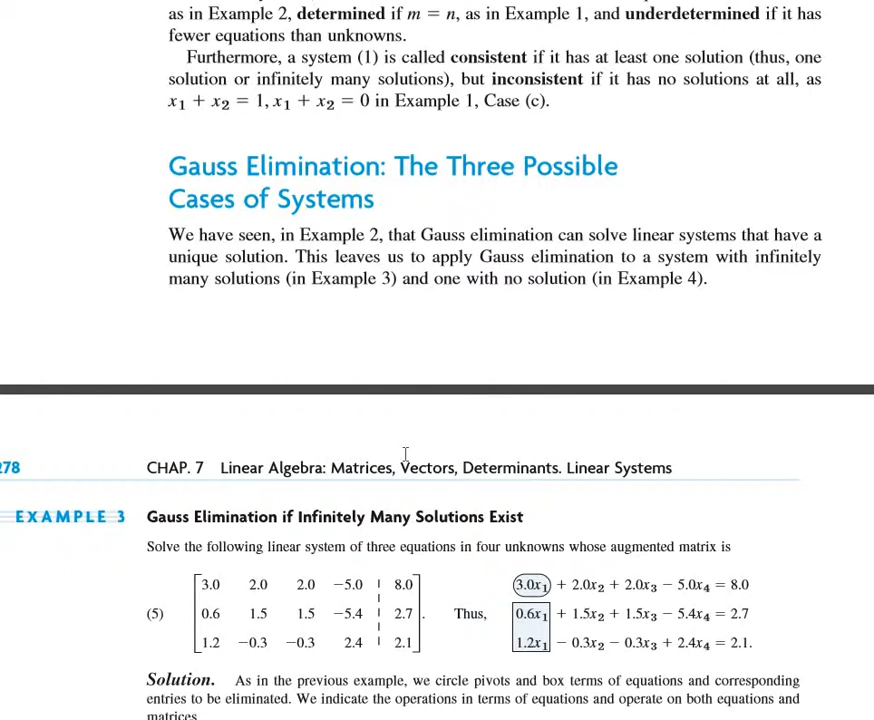 as in Example 2, determined if m = n, as in Example 1, and underdetermined if it has
fewer equations than unknowns.
Furthermore, a system (1) is called consistent if it has at least one solution (thus, one
solution or infinitely many solutions), but inconsistent if it has no solutions at all, as
x₁ + x₂ = 1, x₁ + x₂ = 0 in Example 1, Case (c).
Gauss Elimination: The Three Possible
Cases of Systems
We have seen, in Example 2, that Gauss elimination can solve linear systems that have a
unique solution. This leaves us to apply Gauss elimination to a system with infinitely
many solutions (in Example 3) and one with no solution (in Example 4).
278 CHAP. 7 Linear Algebra: Matrices, Vectors, Determinants. Linear Systems
EXAMPLE 3 Gauss Elimination if Infinitely Many Solutions Exist
Solve the following linear system of three equations in four unknowns whose augmented matrix is
3.0 2.0 2.0 −5.0 | 8.0 3.0x₁ + 2.0x₂ + 2.0x₃ − 5.0x₄ = 8.0
(5) 0.6 1.5 1.5 −5.4 | 2.7 . Thus, 0.6x₁ + 1.5x₂ + 1.5x₃ − 5.4x₄ = 2.7
1.2 −0.3 −0.3 2.4 | 2.1 1.2x₁ − 0.3x₂ − 0.3x₃ + 2.4x₄ = 2.1.
Solution. As in the previous example, we circle pivots and box terms of equations and corresponding
entries to be eliminated. We indicate the operations in terms of equations and operate on both equations and
matrices